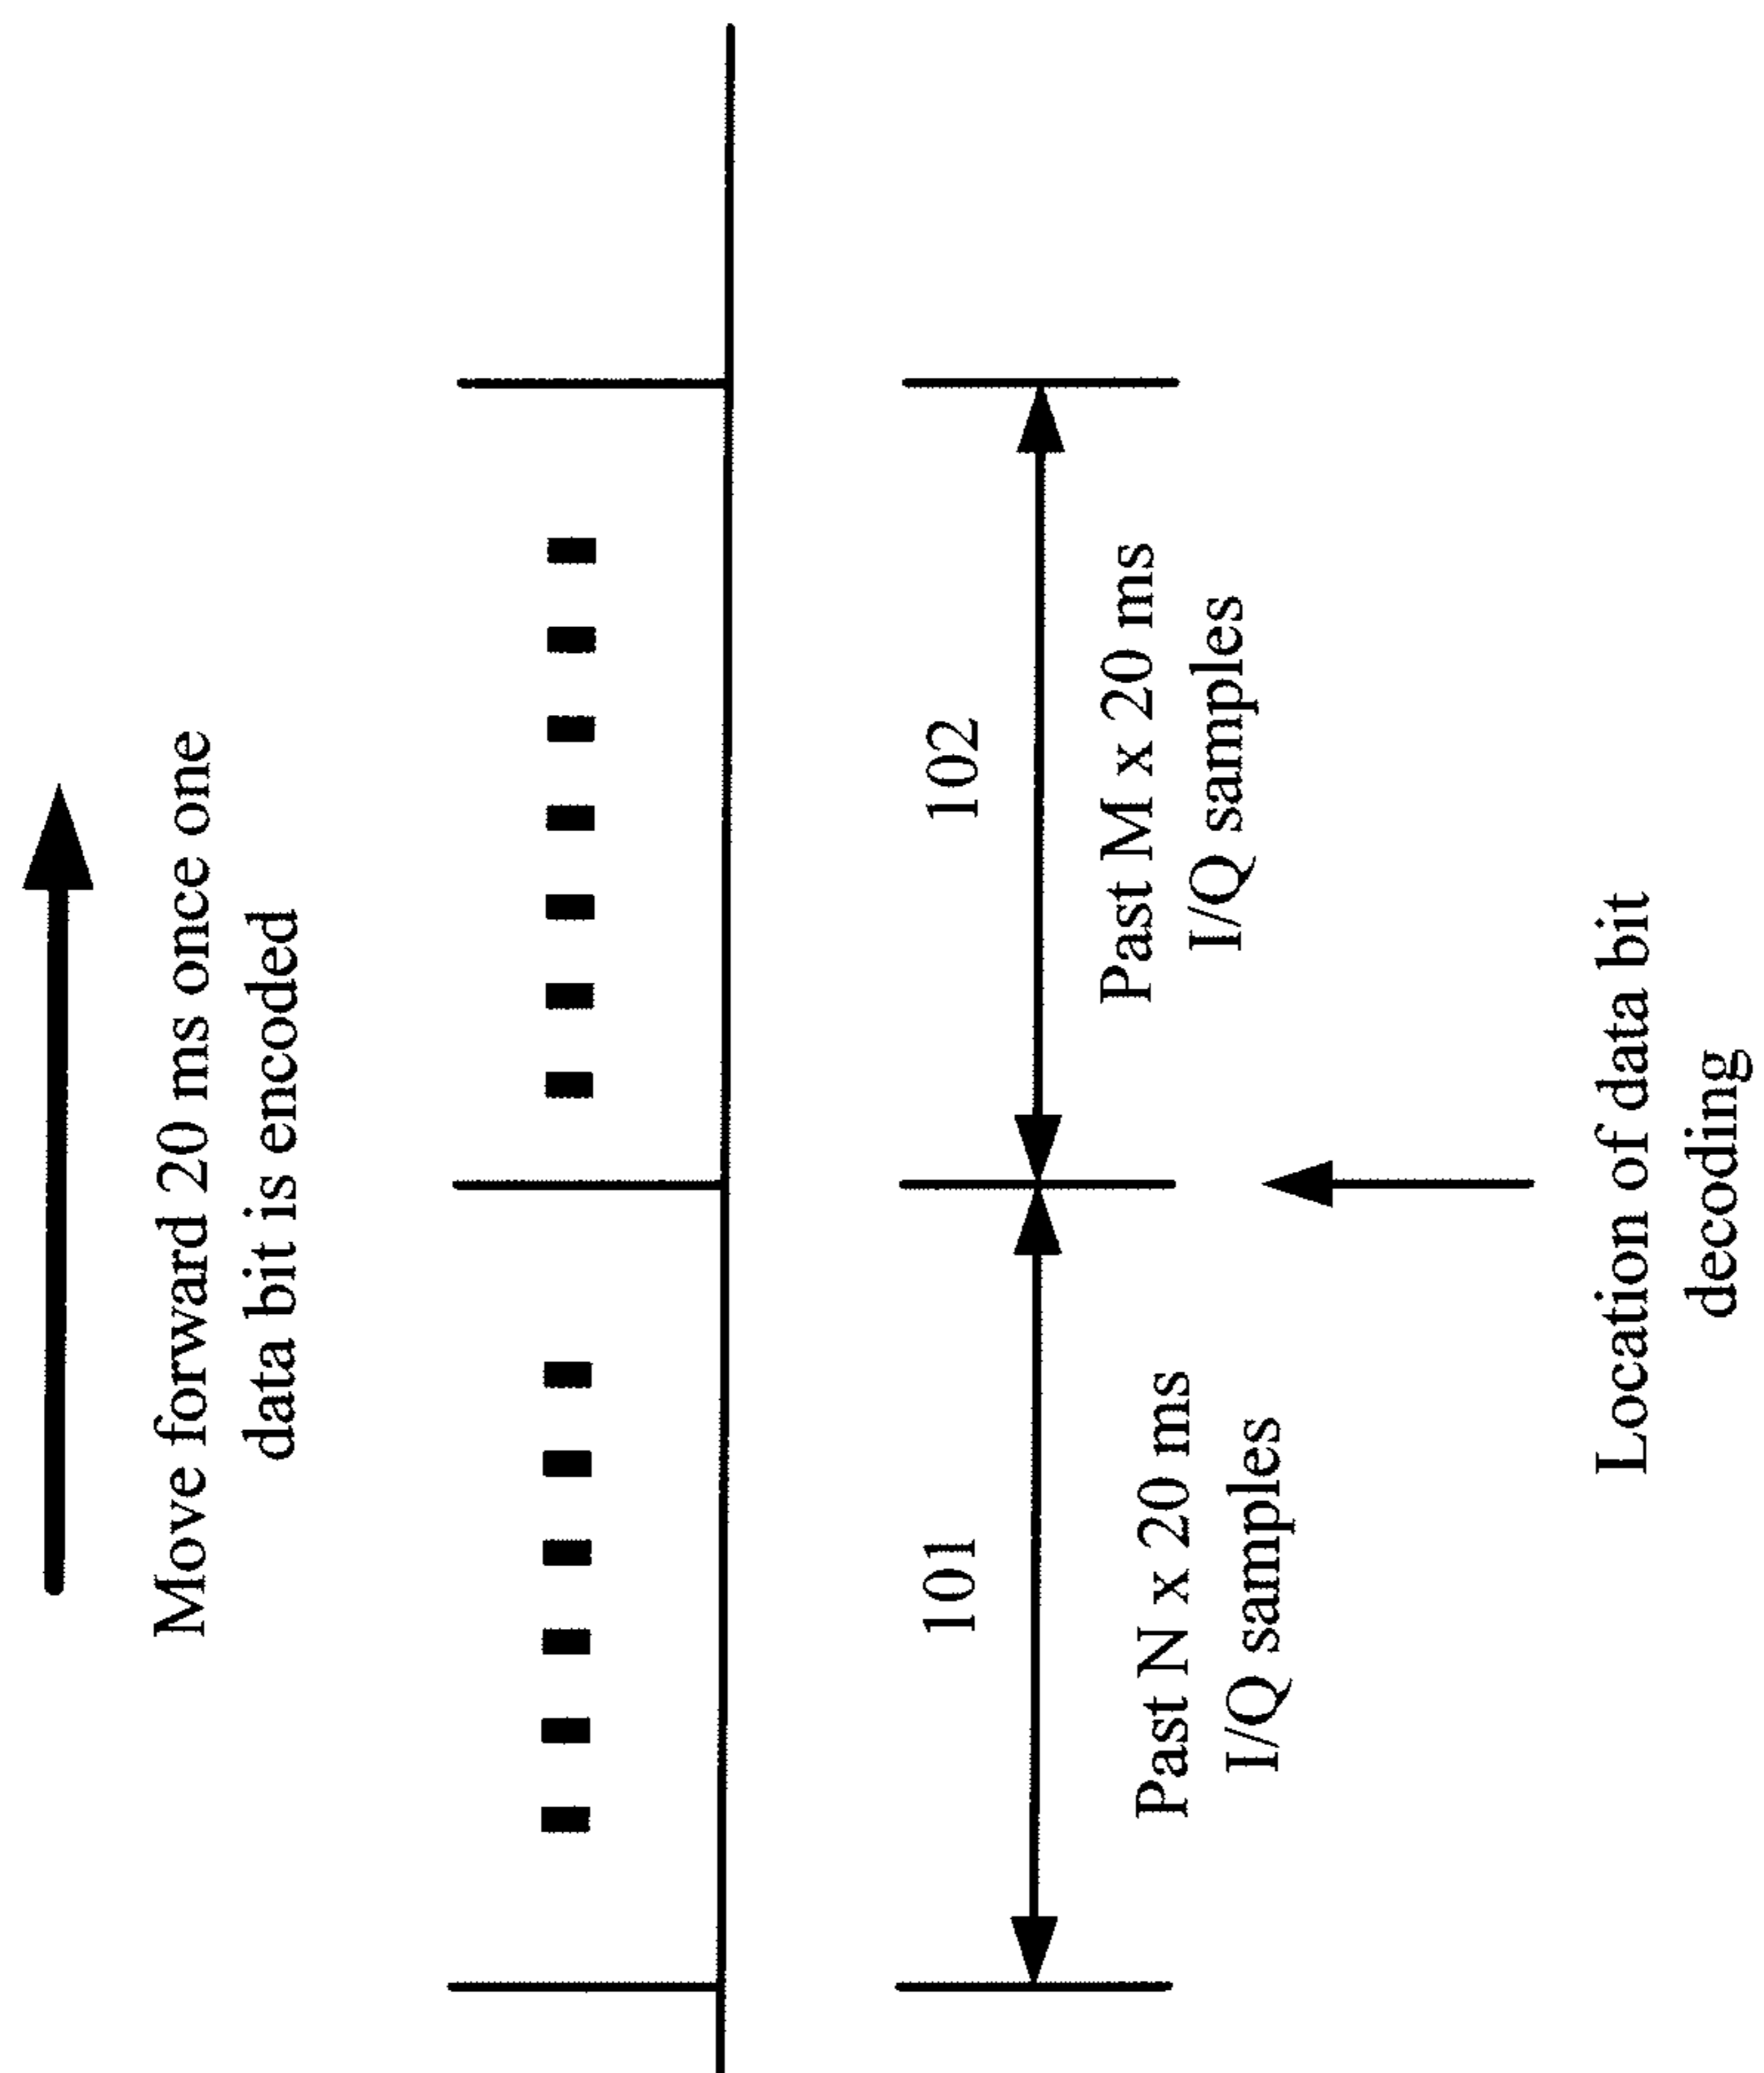 Move forward 20 ms once one
data bit is encoded
101
102
Past N x 20 ms
I/Q samples
Past M x 20 ms
I/Q samples
Location of data bit
decoding